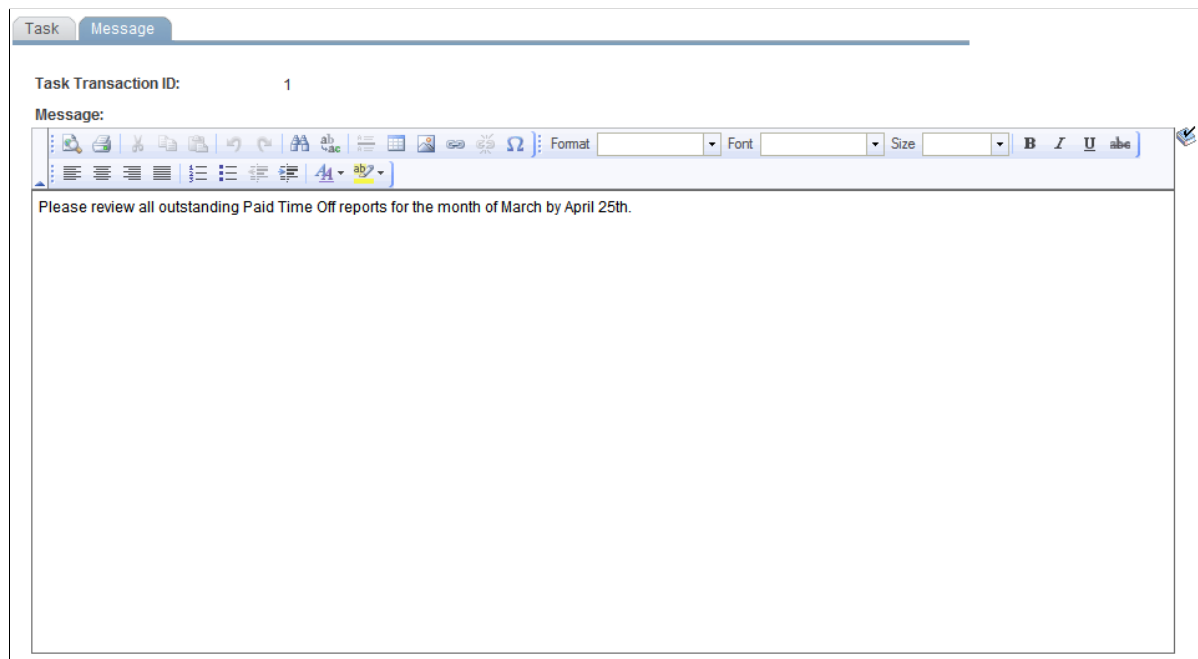 Task Message
Task Transaction ID: 1
Message:
Format Font Size B I U abc
Please review all outstanding Paid Time Off reports for the month of March by April 25th.